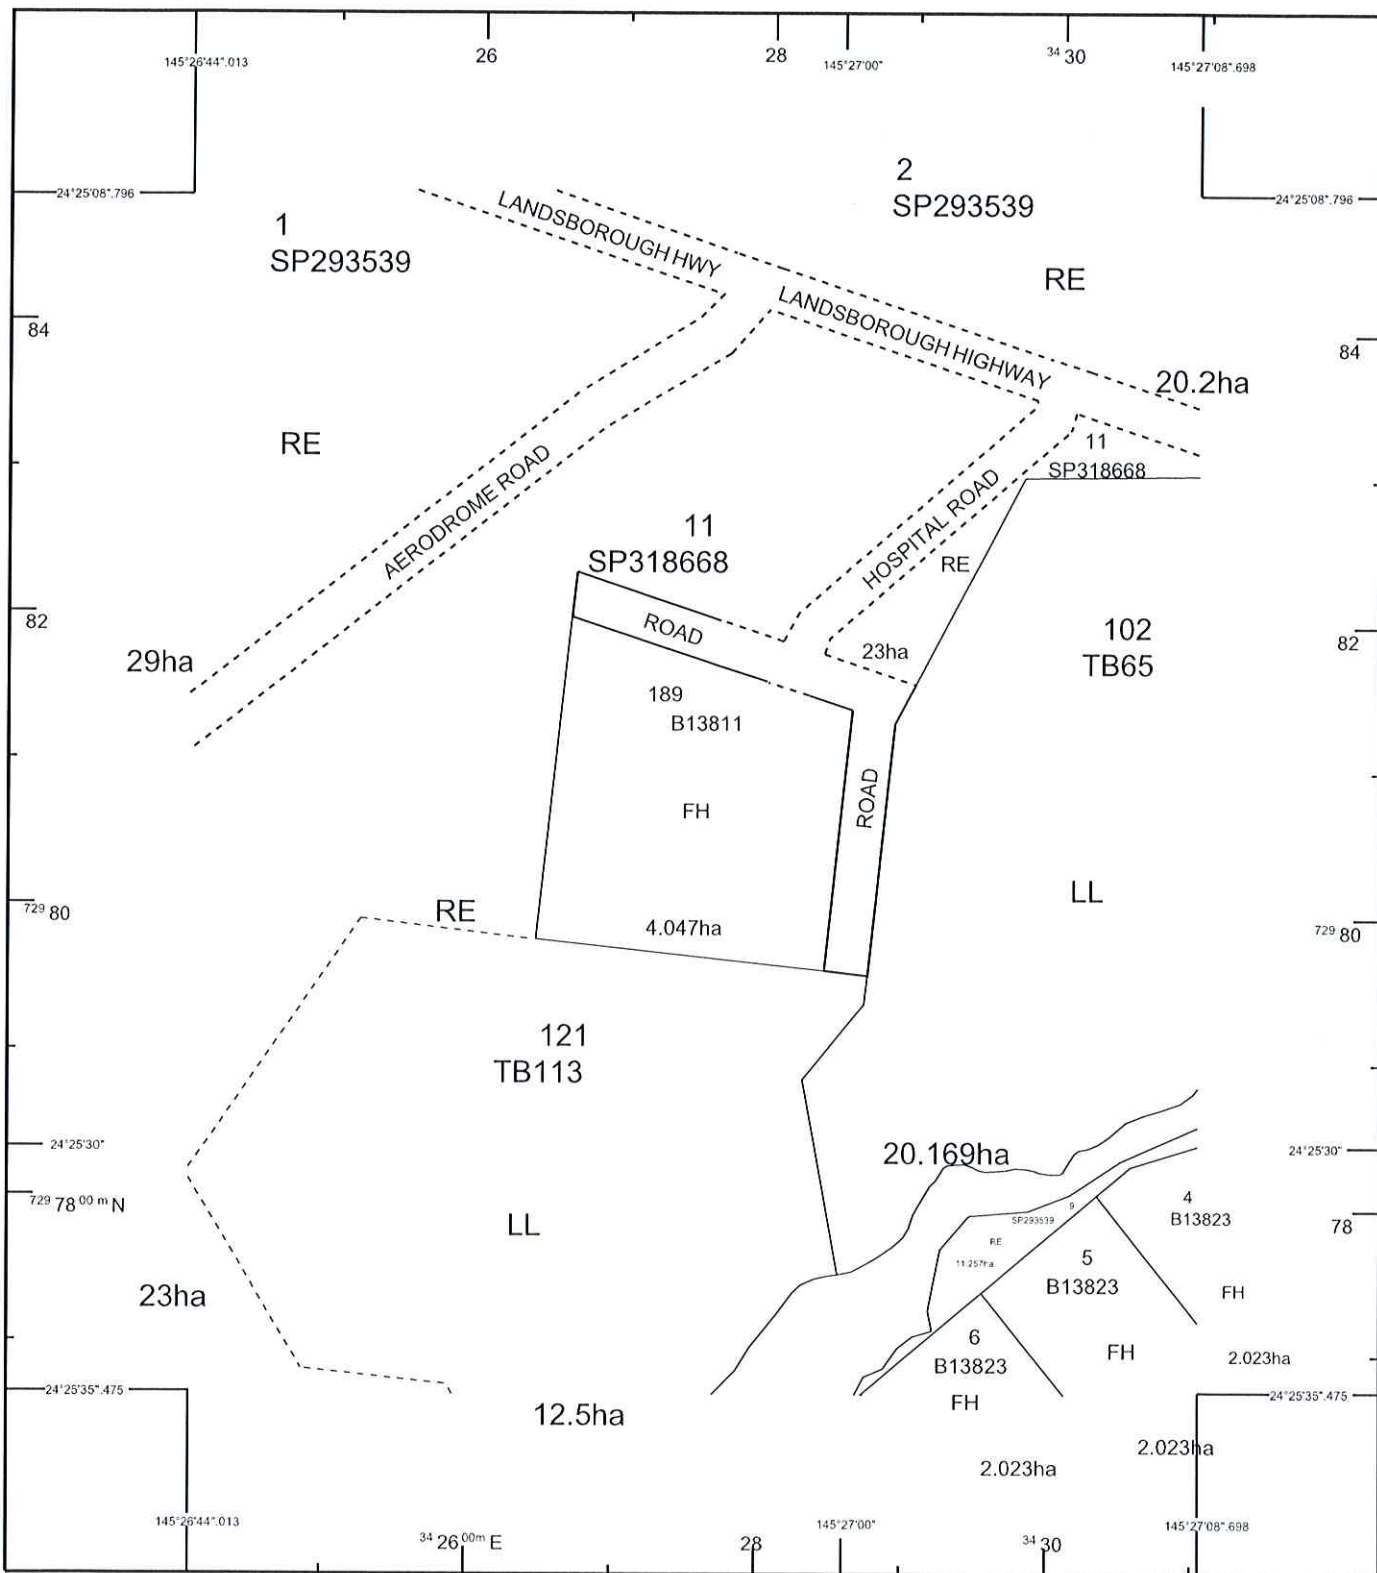 26
28
34 30
145°26'44".013
145°27'00"
145°27'08".698
24°25'08".796
24°25'08".796
2
SP293539
LANDSBOROUGH HWY
1
SP293539
RE
LANDSBOROUGH HIGHWAY
84
84
20.2ha
RE
11
SP318668
AERODROME ROAD
HOSPITAL ROAD
11
SP318668
RE
82
82
ROAD
102
TB65
29ha
23ha
189
B13811
ROAD
FH
LL
729 80
RE
4.047ha
729 80
121
TB113
24°25'30"
20.169ha
24°25'30"
729 78 00 m N
LL
9
SP293539
RE
11.257ha
4
B13823
78
5
B13823
23ha
FH
6
B13823
FH
2.023ha
24°25'35".475
24°25'35".475
12.5ha
FH
2.023ha
2.023ha
145°26'44".013
145°27'00"
145°27'08".698
34 26 00m E
28
34 30